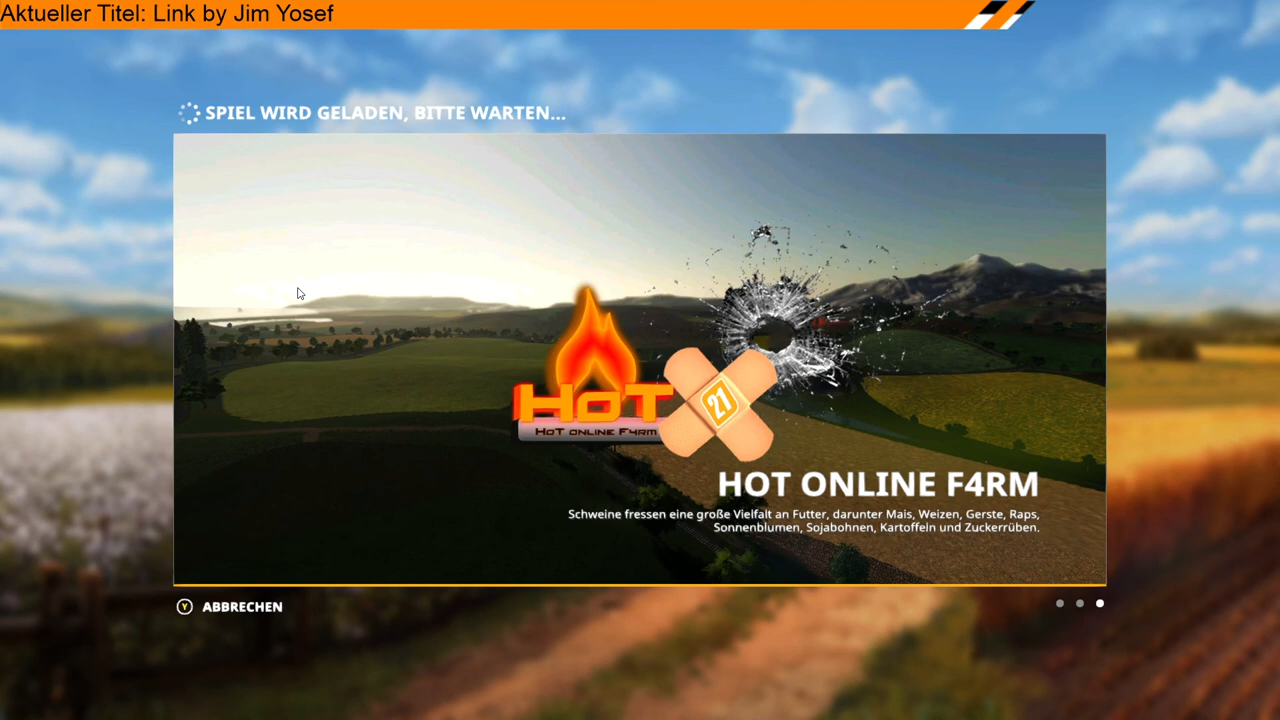 Aktueller Titel: Link by Jim Yosef
SPIEL WIRD GELADEN, BITTE WARTEN...
HoT
21
HoT online F4rm
HOT ONLINE F4RM
Schweine fressen eine große Vielfalt an Futter, darunter Mais, Weizen, Gerste, Raps,
Sonnenblumen, Sojabohnen, Kartoffeln und Zuckerrüben.
Y ABBRECHEN